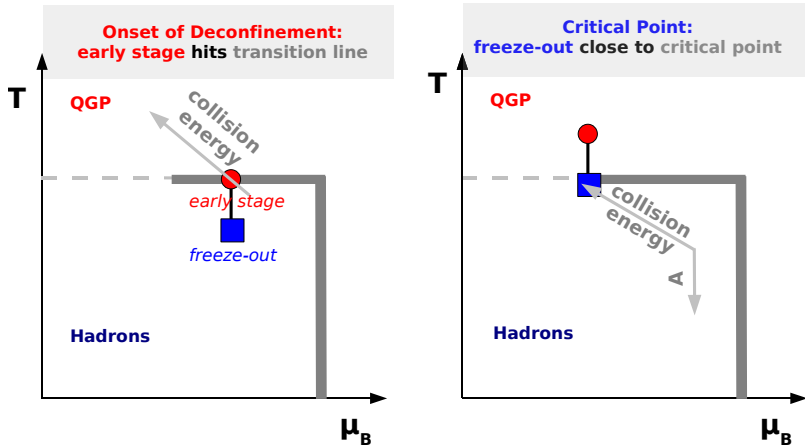 Onset of Deconfinement:
early stage hits transition line
T
QGP
collision
energy
early stage
freeze-out
Hadrons
μB
Critical Point:
freeze-out close to critical point
T
QGP
collision
energy
A
Hadrons
μB